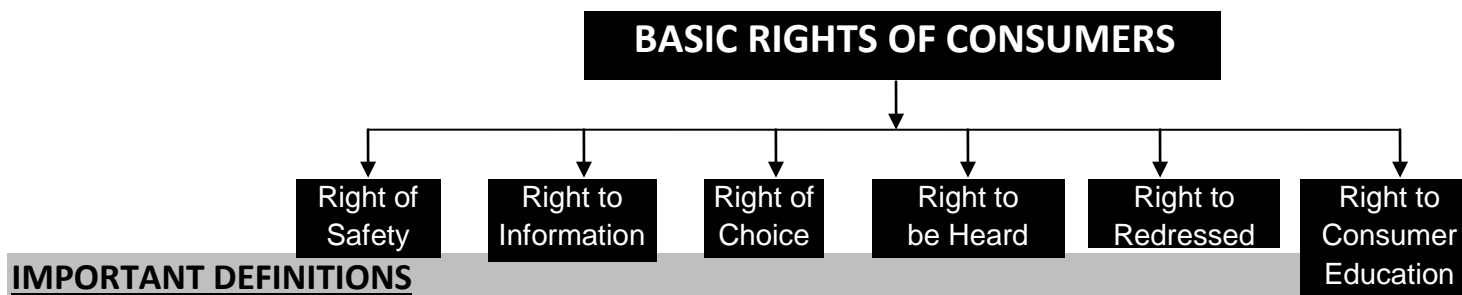 BASIC RIGHTS OF CONSUMERS
Right of
Safety
Right to
Information
Right of
Choice
Right to
be Heard
Right to
Redressed
Right to
Consumer
Education
IMPORTANT DEFINITIONS